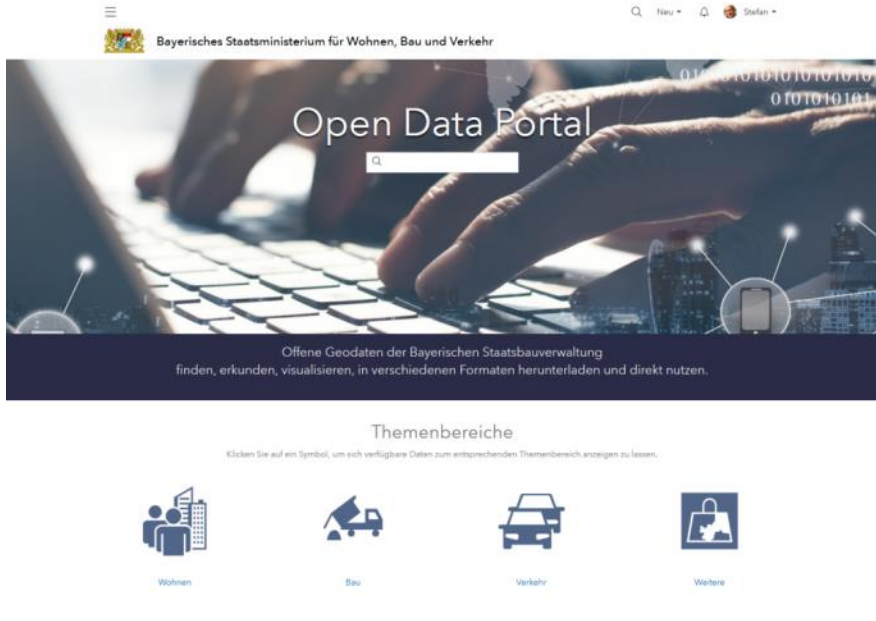 Neu
Stefan
Bayerisches Staatsministerium für Wohnen, Bau und Verkehr
0101010101010101010
0101010101
Open Data Portal
Offene Geodaten der Bayerischen Staatsbauverwaltung
finden, erkunden, visualisieren, in verschiedenen Formaten herunterladen und direkt nutzen.
Themenbereiche
Klicken Sie auf ein Symbol, um sich verfügbare Daten zum entsprechenden Themenbereich anzeigen zu lassen.
Wohnen
Bau
Verkehr
Weitere